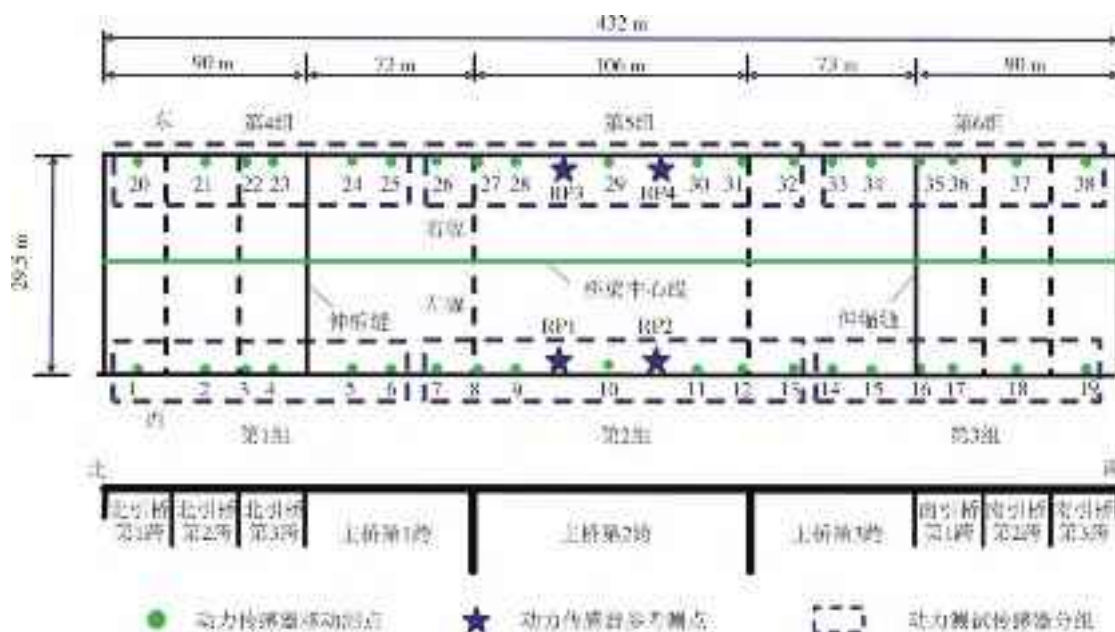 432 m
90 m 72 m 106 m 73 m 90 m
东 第4组 第5组 第6组
20 21 22 23 24 25 26 27 28 RP3 29 RP4 30 31 32 33 34 35 36 37 38
29.5 m
右幅
桥梁中心线
左幅
伸缩缝 RP1 RP2 伸缩缝
1 2 3 4 5 6 7 8 9 10 11 12 13 14 15 16 17 18 19
西
第1组 第2组 第3组
北 南
北引桥第1跨 北引桥第2跨 北引桥第3跨 主桥第1跨 主桥第2跨 主桥第3跨 南引桥第1跨 南引桥第2跨 南引桥第3跨
动力传感器移动测点 动力传感器参考测点 动力测试传感器分组